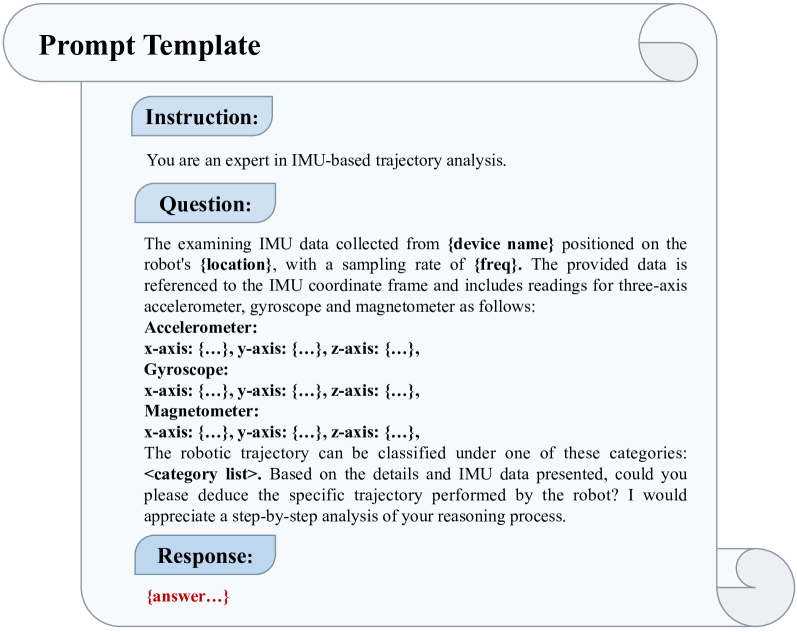 Prompt Template
Instruction:
You are an expert in IMU-based trajectory analysis.
Question:
The examining IMU data collected from {device name} positioned on the
robot's {location}, with a sampling rate of {freq}. The provided data is
referenced to the IMU coordinate frame and includes readings for three-axis
accelerometer, gyroscope and magnetometer as follows:
Accelerometer:
x-axis: {…}, y-axis: {…}, z-axis: {…},
Gyroscope:
x-axis: {…}, y-axis: {…}, z-axis: {…},
Magnetometer:
x-axis: {…}, y-axis: {…}, z-axis: {…},
The robotic trajectory can be classified under one of these categories:
<category list>. Based on the details and IMU data presented, could you
please deduce the specific trajectory performed by the robot? I would
appreciate a step-by-step analysis of your reasoning process.
Response:
{answer…}